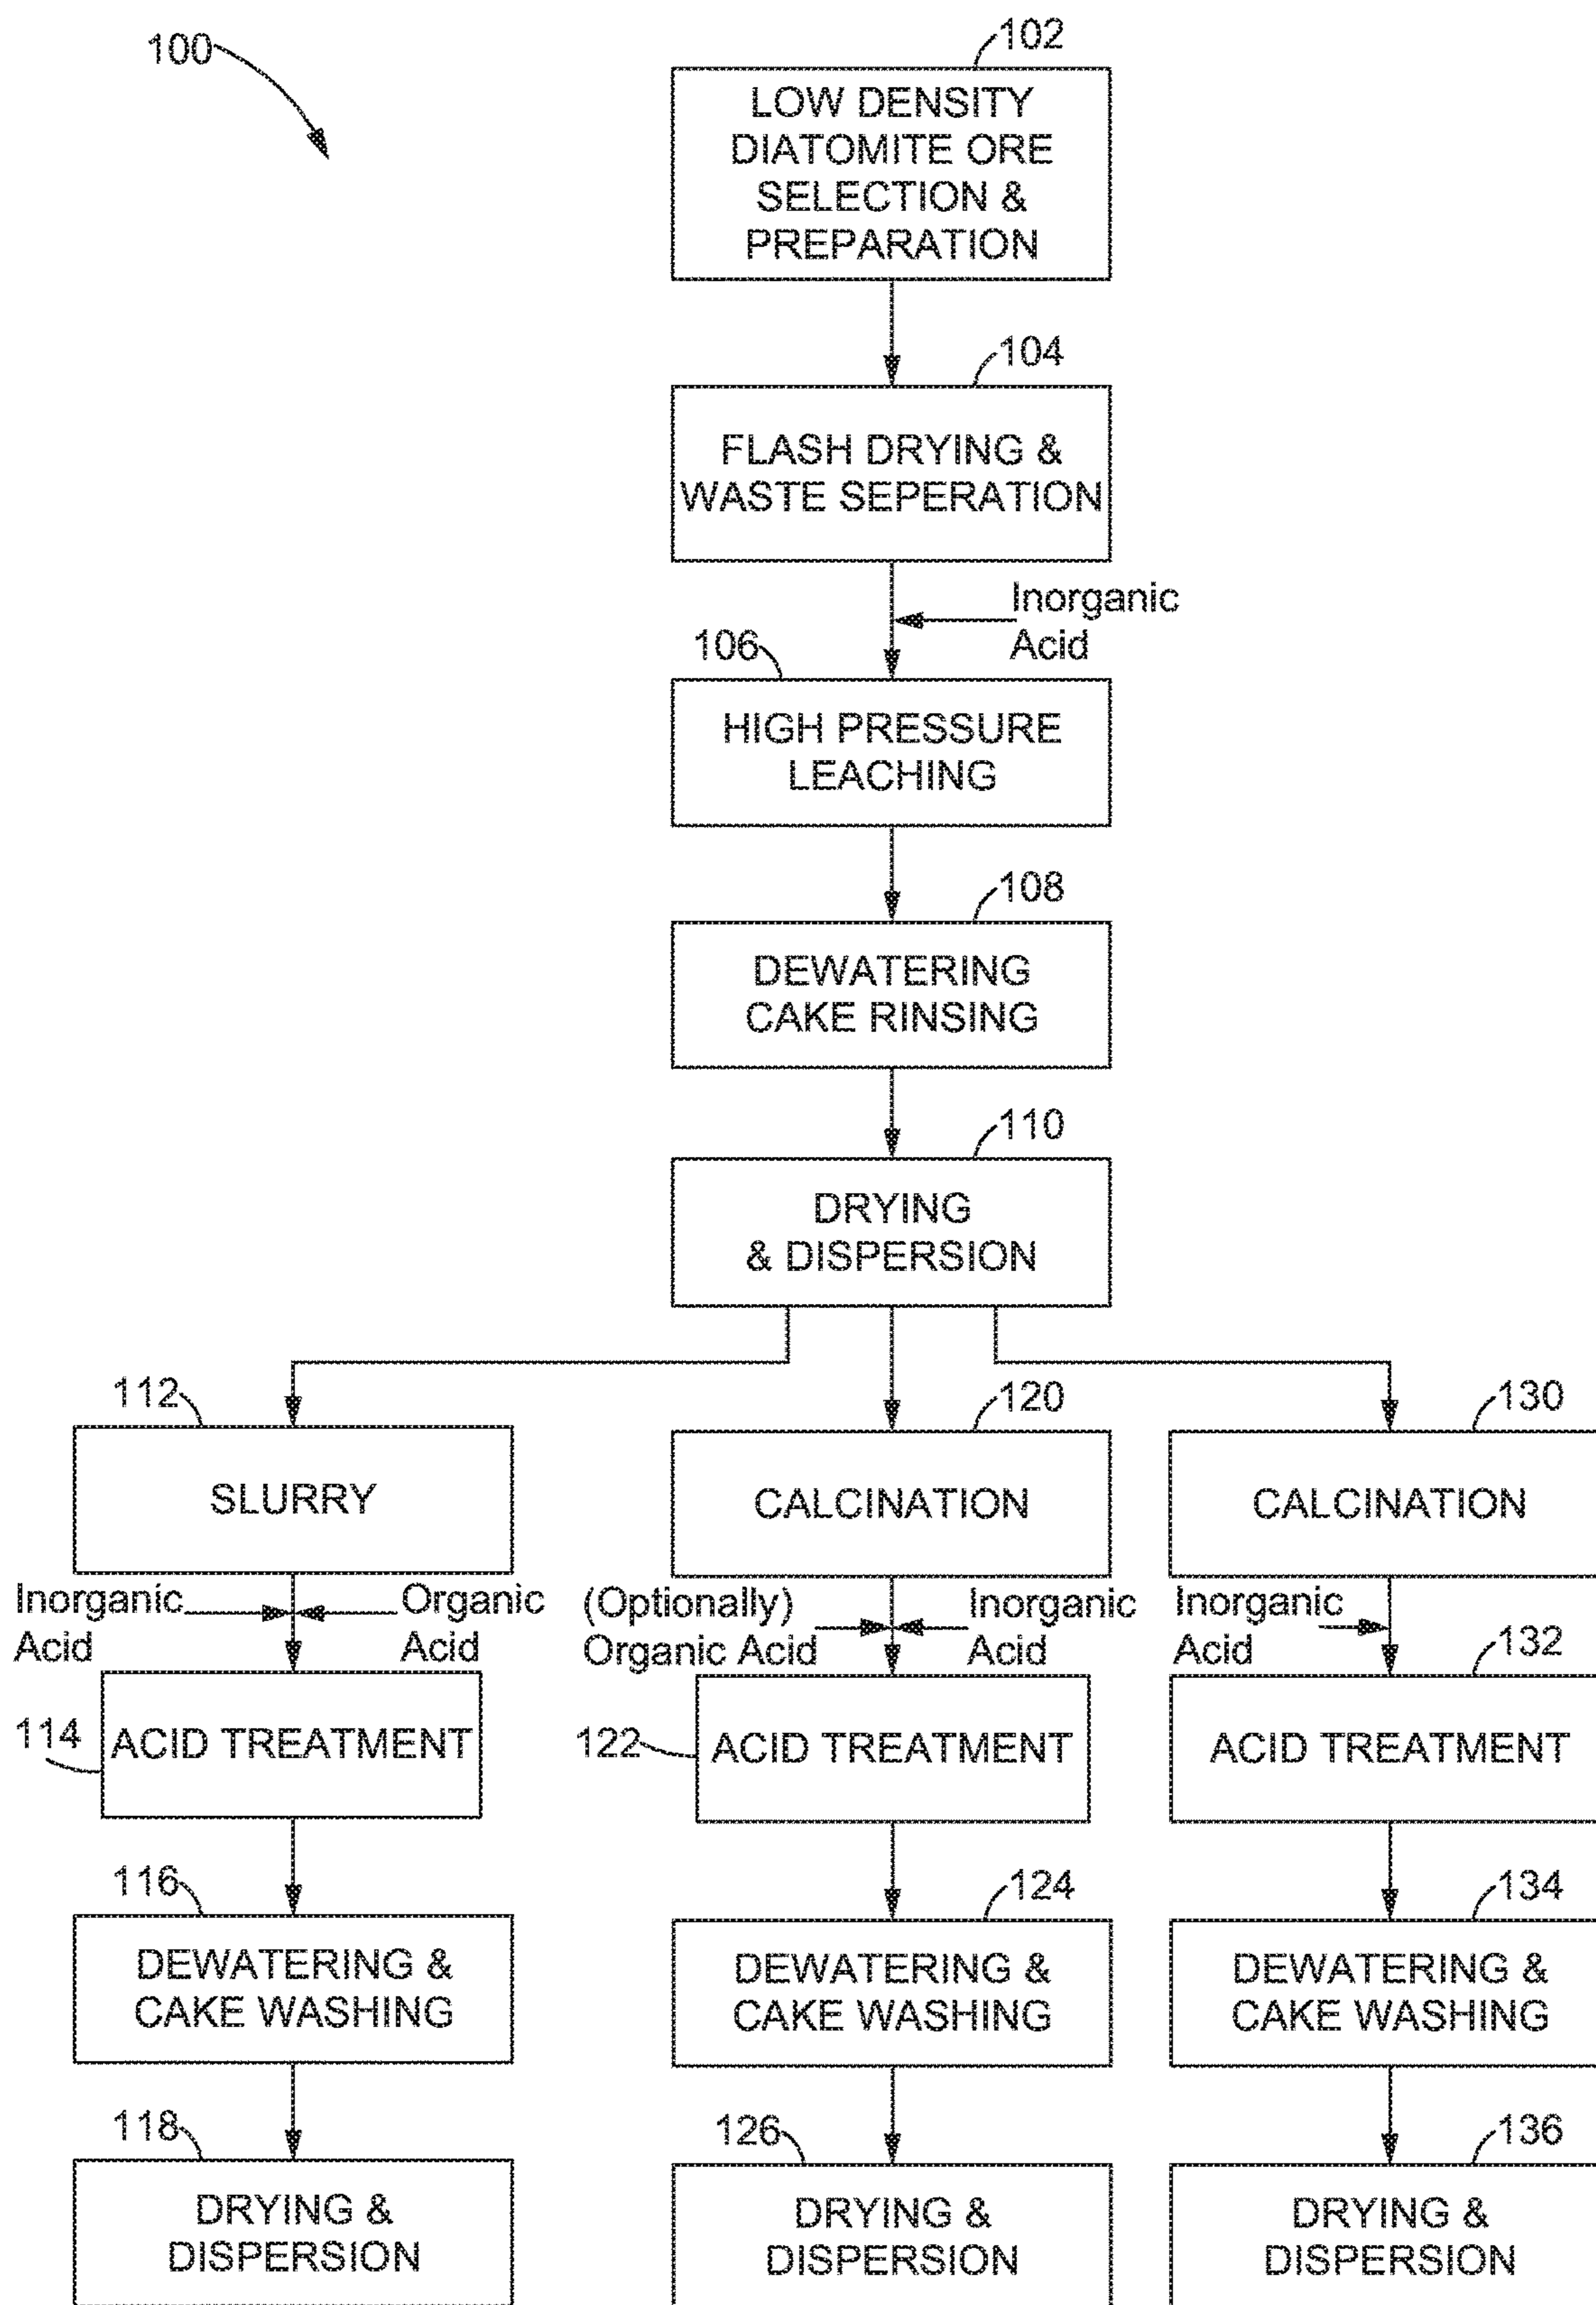 100
102
LOW DENSITY
DIATOMITE ORE
SELECTION &
PREPARATION
104
FLASH DRYING &
WASTE SEPERATION
Inorganic
Acid
106
HIGH PRESSURE
LEACHING
108
DEWATERING
CAKE RINSING
110
DRYING
& DISPERSION
112
SLURRY
Inorganic
Acid
Organic
Acid
114
ACID TREATMENT
116
DEWATERING &
CAKE WASHING
118
DRYING &
DISPERSION
120
CALCINATION
(Optionally)
Organic Acid
Inorganic
Acid
122
ACID TREATMENT
124
DEWATERING &
CAKE WASHING
126
DRYING &
DISPERSION
130
CALCINATION
Inorganic
Acid
132
ACID TREATMENT
134
DEWATERING &
CAKE WASHING
136
DRYING &
DISPERSION